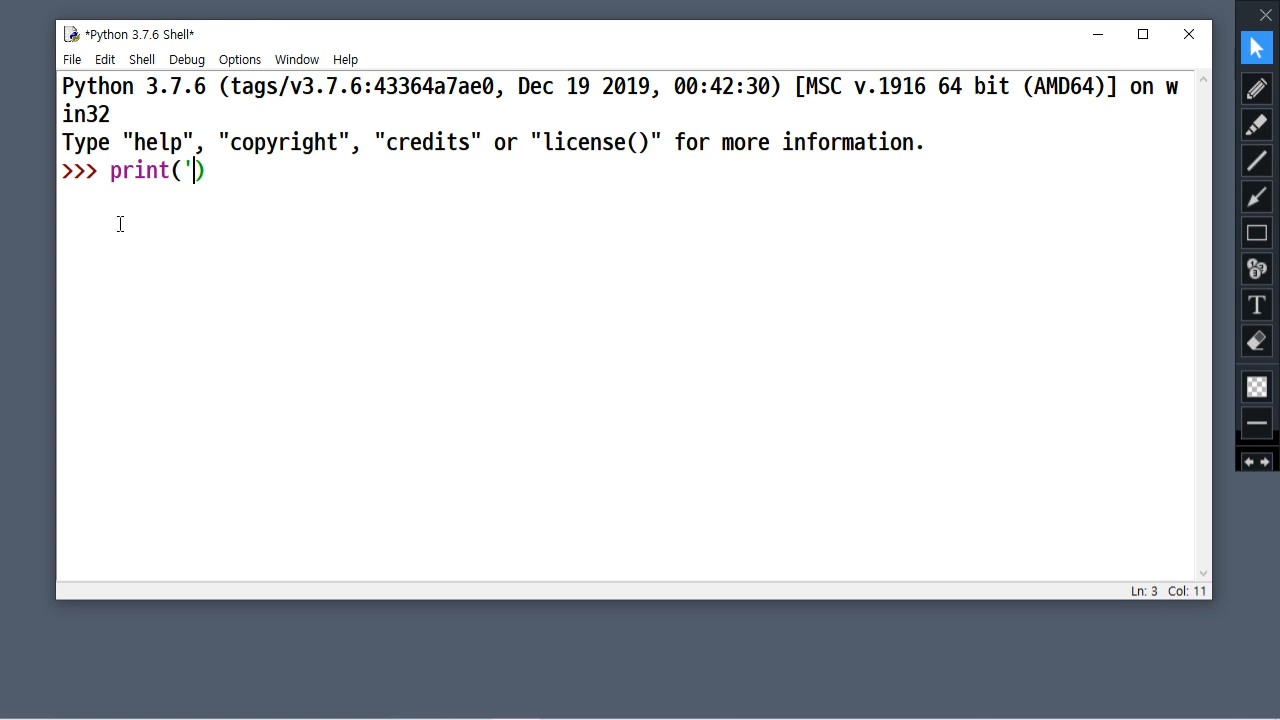 *Python 3.7.6 Shell*
File Edit Shell Debug Options Window Help
Python 3.7.6 (tags/v3.7.6:43364a7ae0, Dec 19 2019, 00:42:30) [MSC v.1916 64 bit (AMD64)] on w
in32
Type "help", "copyright", "credits" or "license()" for more information.
>>> print(')
T
Ln: 3 Col: 11